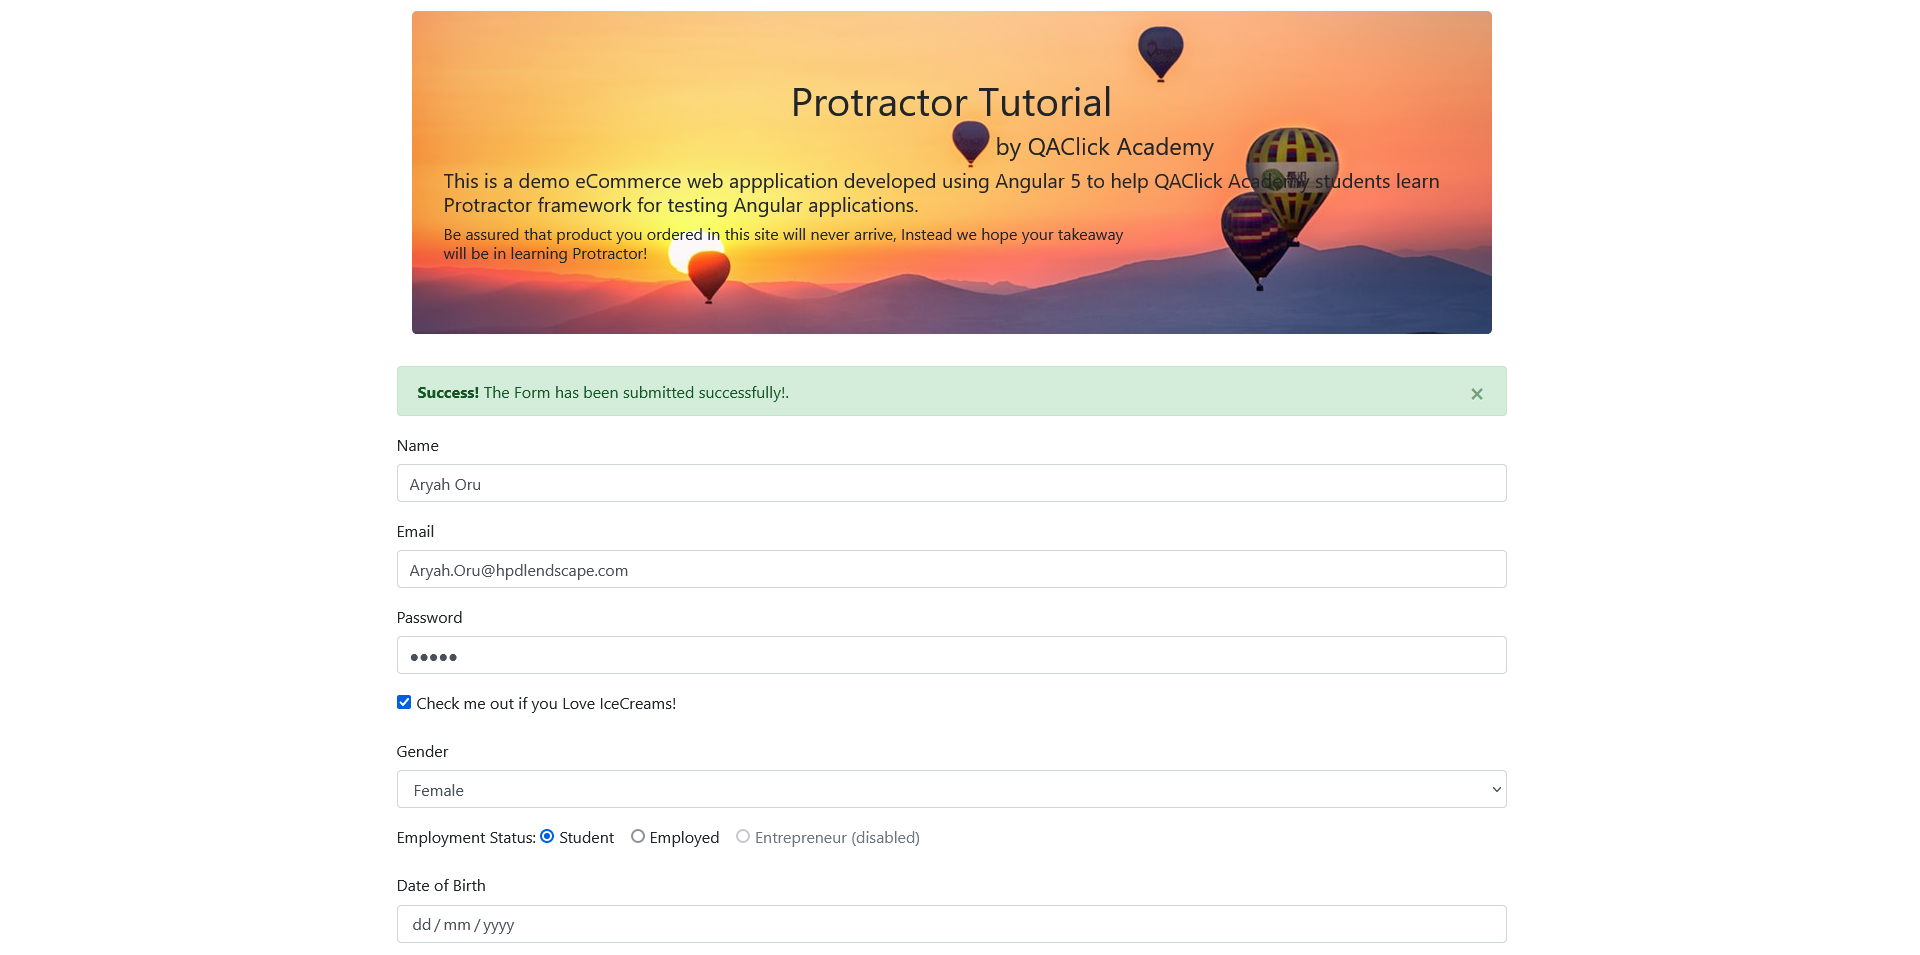 Protractor Tutorial
by QAClick Academy
This is a demo eCommerce web appplication developed using Angular 5 to help QAClick Academy students learn
Protractor framework for testing Angular applications.
Be assured that product you ordered in this site will never arrive, Instead we hope your takeaway
will be in learning Protractor!
Success! The Form has been submitted successfully!.
×
Name
Aryah Oru
Email
Aryah.Oru@hpdlendscape.com
Password
●●●●●
Check me out if you Love IceCreams!
Gender
Female
Employment Status: Student Employed Entrepreneur (disabled)
Date of Birth
dd/mm/yyyy